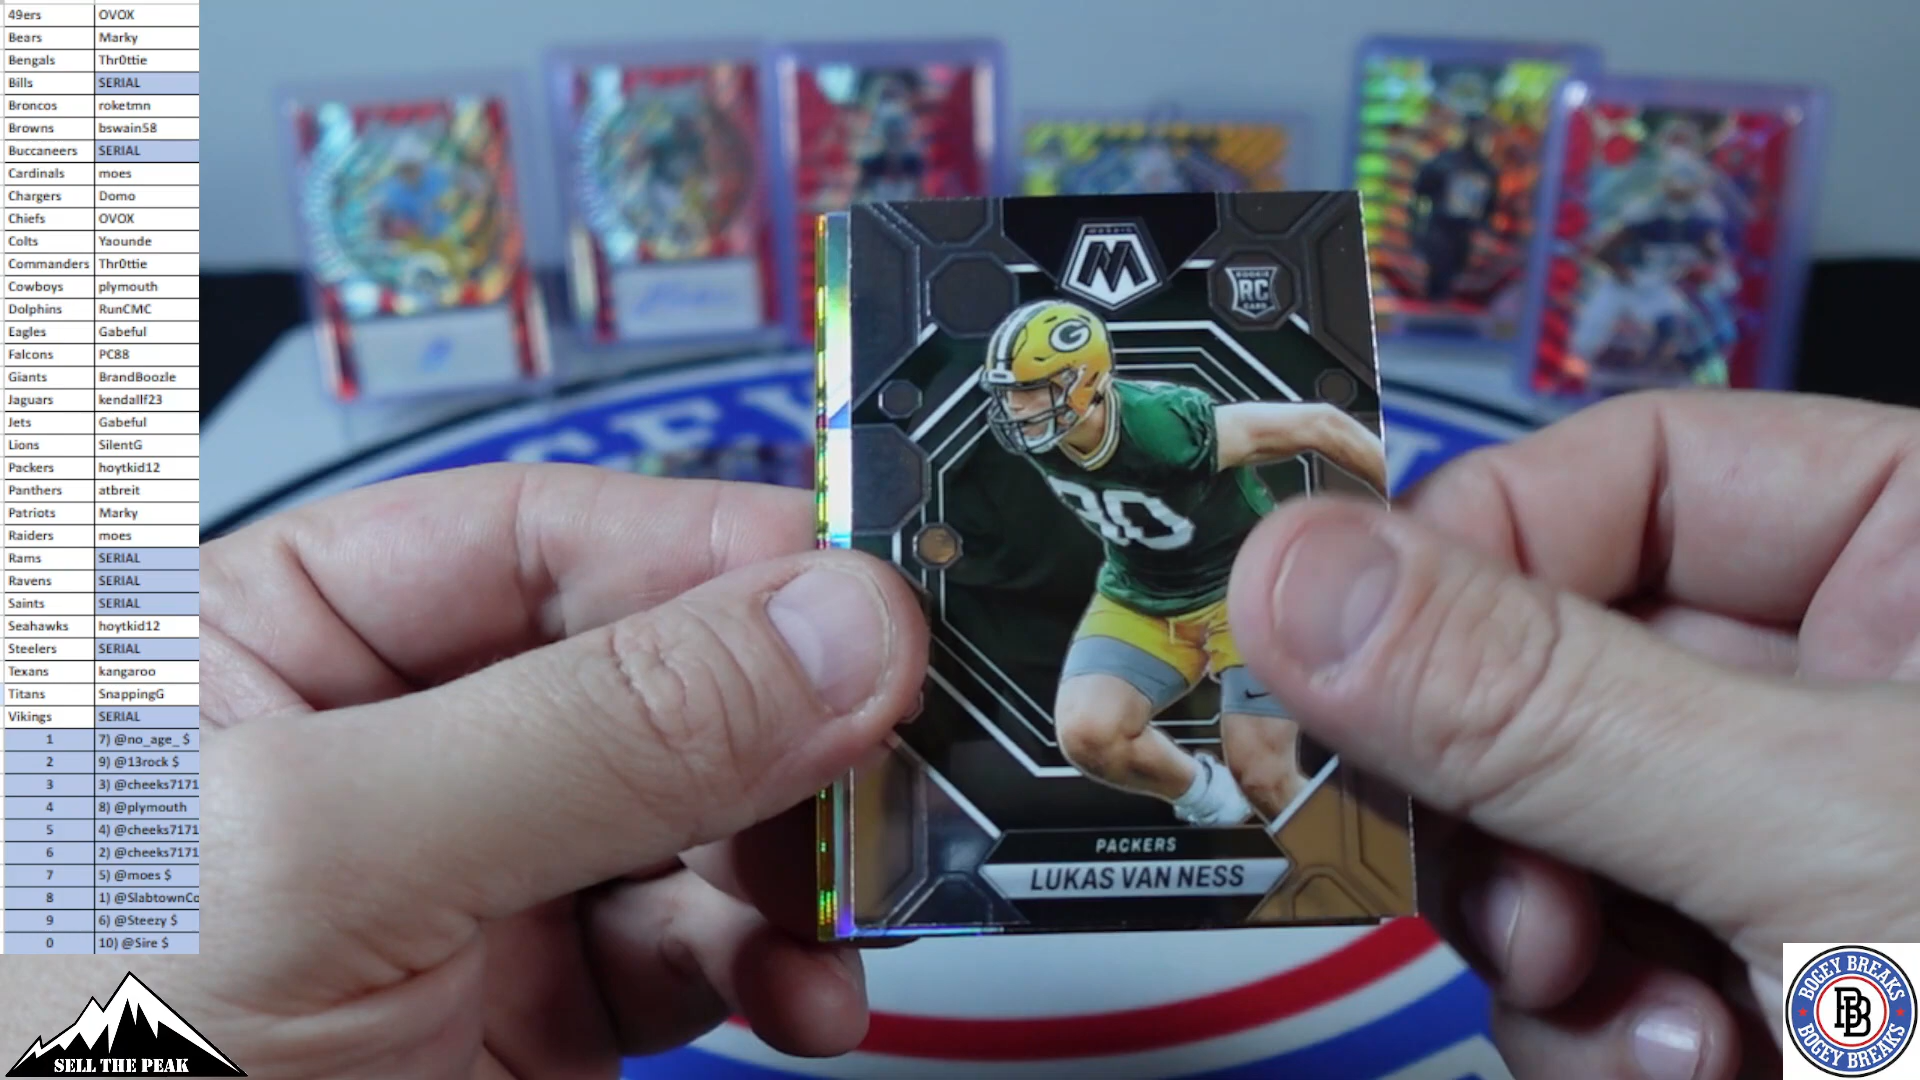 49ers OVOX
Bears Marky
Bengals Thr0ttie
Bills SERIAL
Broncos roketmn
Browns bswain58
Buccaneers SERIAL
Cardinals moes
Chargers Domo
Chiefs OVOX
Colts Yaounde
Commanders Thr0ttie
Cowboys plymouth
Dolphins RunCMC
Eagles Gabeful
Falcons PC88
Giants BrandBoozle
Jaguars kendallf23
Jets Gabeful
Lions SilentG
Packers hoytkid12
Panthers atbreit
Patriots Marky
Raiders moes
Rams SERIAL
Ravens SERIAL
Saints SERIAL
Seahawks hoytkid12
Steelers SERIAL
Texans kangaroo
Titans SnappingG
Vikings SERIAL
1 7) @no_age_ $
2 9) @13rock $
3 3) @cheeks7171
4 8) @plymouth
5 4) @cheeks7171
6 2) @cheeks7171
7 5) @moes $
8 1) @SlabtownCo
9 6) @Steezy $
0 10) @Sire $
SELL THE PEAK
MOSAIC
M
ROOKIE
RC
CARD
G
90
PACKERS
LUKAS VAN NESS
BOGEY BREAKS
BB
BOGEY BREAKS